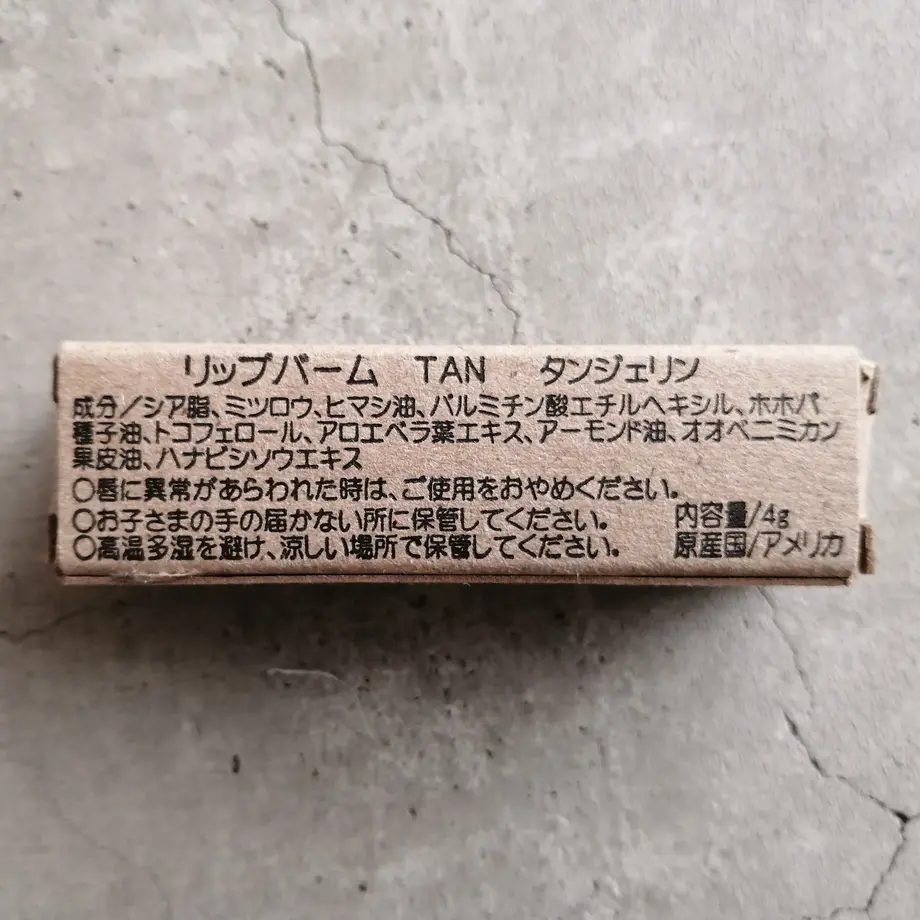 リップバーム TAN タンジェリン
成分/シア脂、ミツロウ、ヒマシ油、パルミチン酸エチルヘキシル、ホホバ
種子油、トコフェロール、アロエベラ葉エキス、アーモンド油、オオベニミカン
果皮油、ハナビシソウエキス
○唇に異常があらわれた時は、ご使用をおやめください。
○お子さまの手の届かない所に保管してください。
内容量/4g
○高温多湿を避け、涼しい場所で保管してください。
原産国/アメリカ